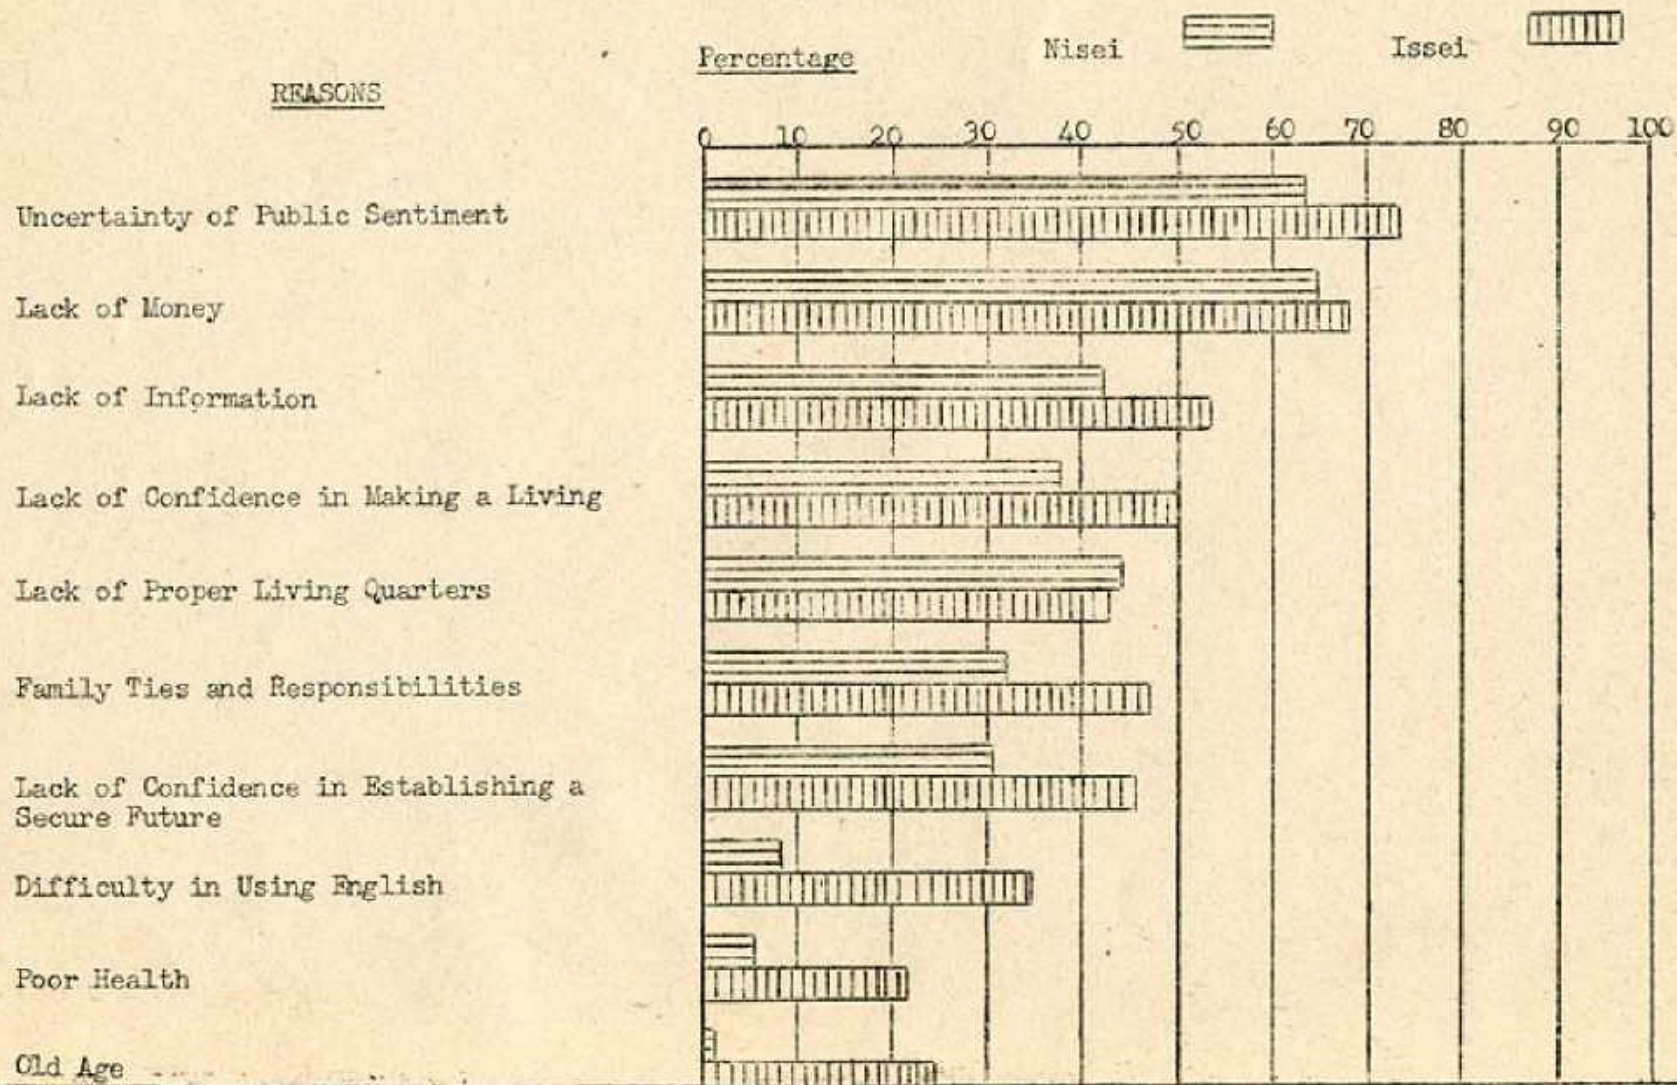 Percentage
Nisei
Issei
REASONS
0 10 20 30 40 50 60 70 80 90 100
Uncertainty of Public Sentiment
Lack of Money
Lack of Information
Lack of Confidence in Making a Living
Lack of Proper Living Quarters
Family Ties and Responsibilities
Lack of Confidence in Establishing a
Secure Future
Difficulty in Using English
Poor Health
Old Age